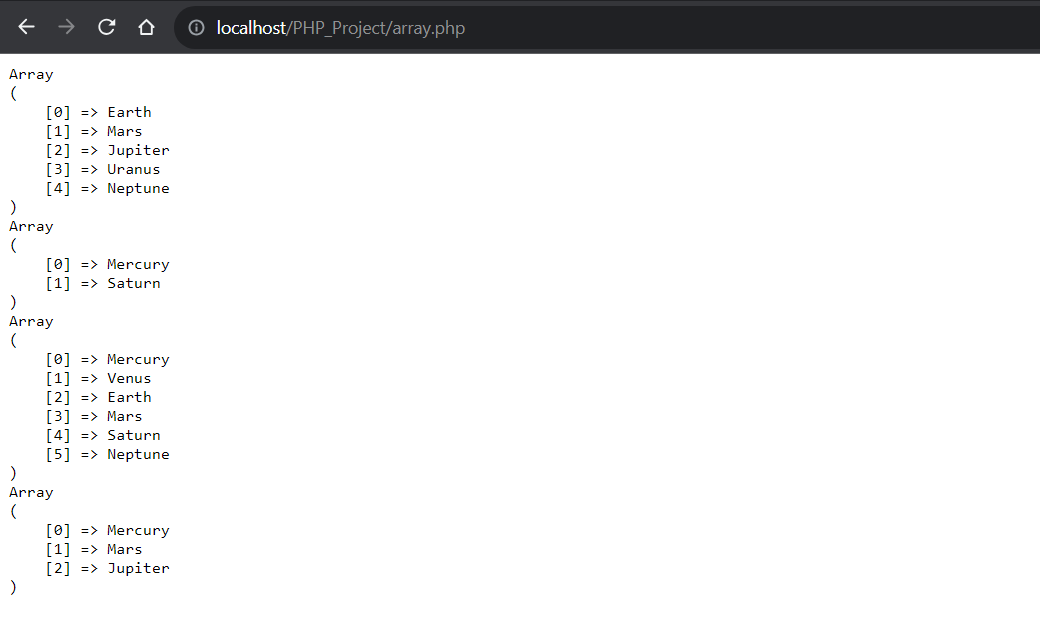 localhost/PHP_Project/array.php
Array
(
    [0] => Earth
    [1] => Mars
    [2] => Jupiter
    [3] => Uranus
    [4] => Neptune
)
Array
(
    [0] => Mercury
    [1] => Saturn
)
Array
(
    [0] => Mercury
    [1] => Venus
    [2] => Earth
    [3] => Mars
    [4] => Saturn
    [5] => Neptune
)
Array
(
    [0] => Mercury
    [1] => Mars
    [2] => Jupiter
)